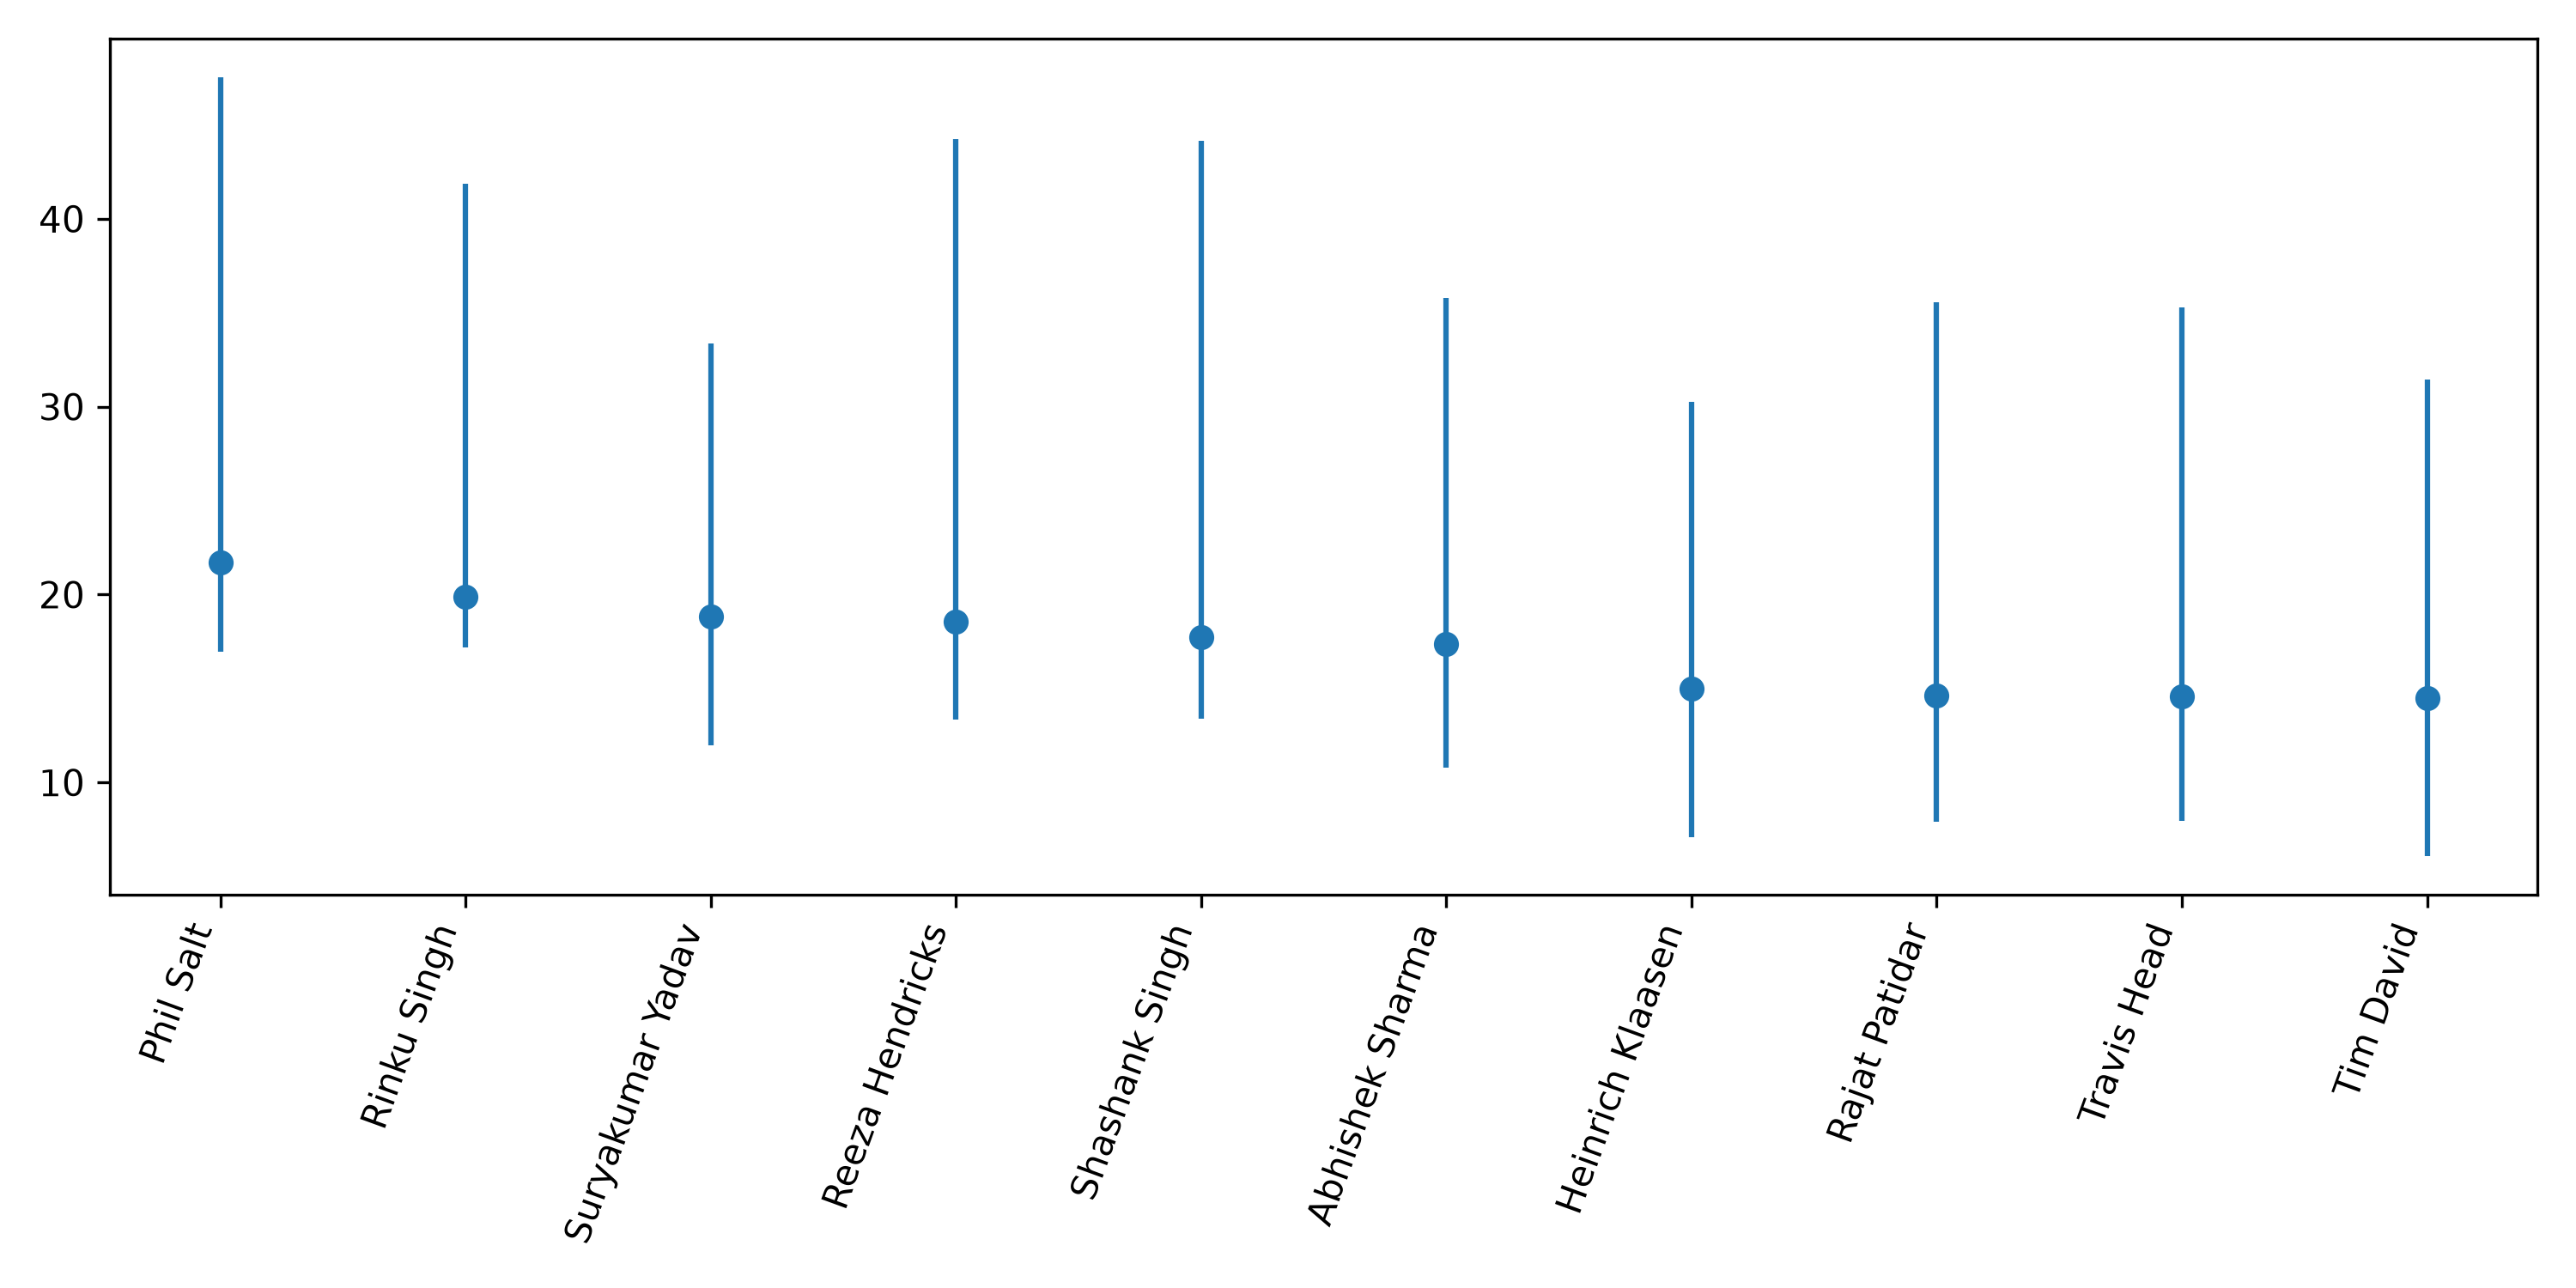 40
30
20
10
Phil Salt
Rinku Singh
Suryakumar Yadav
Reeza Hendricks
Shashank Singh
Abhishek Sharma
Heinrich Klaasen
Rajat Patidar
Travis Head
Tim David